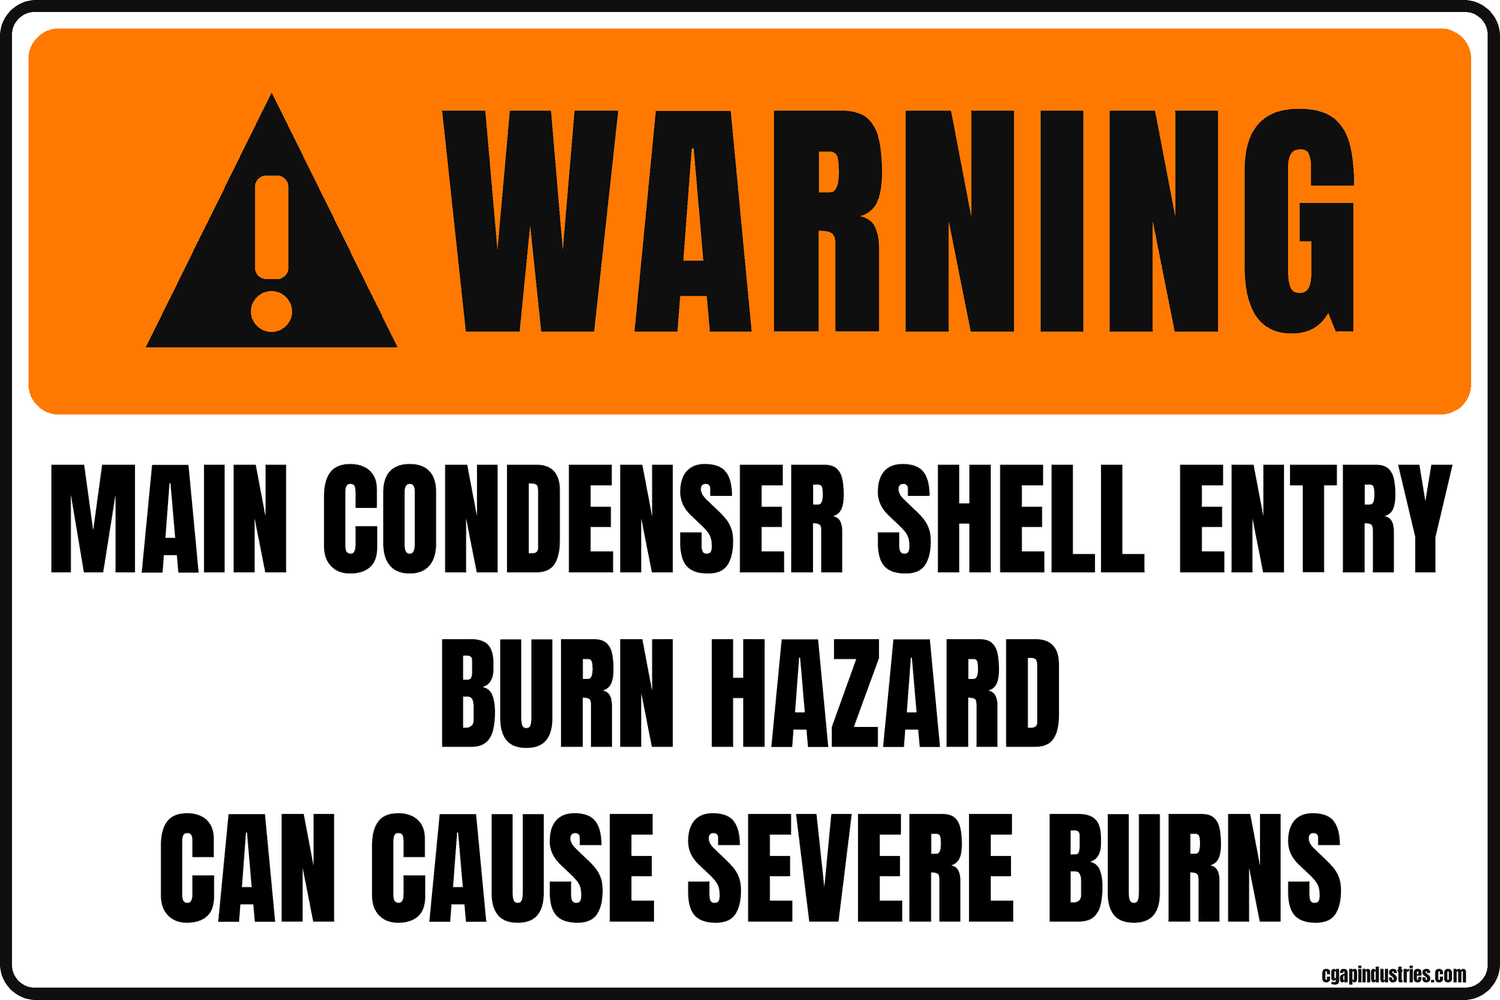 WARNING
MAIN CONDENSER SHELL ENTRY
BURN HAZARD
CAN CAUSE SEVERE BURNS
cgapindustries.com